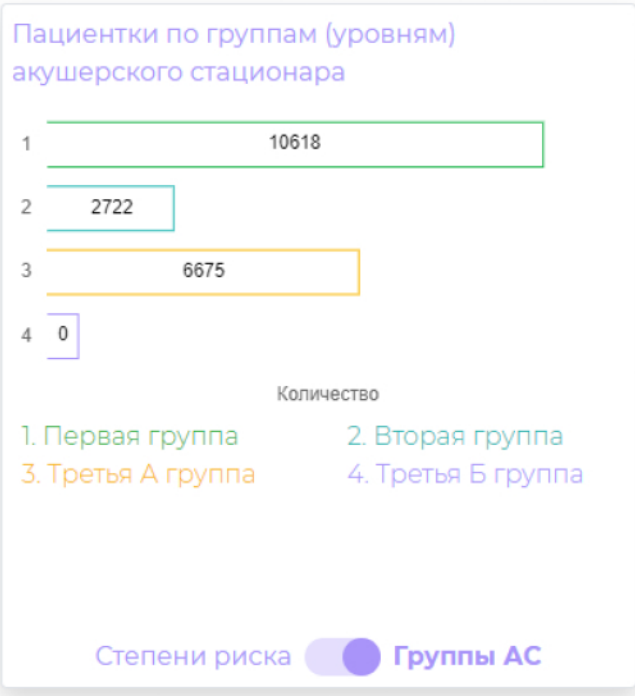 Пациентки по группам (уровням)
акушерского стационара
1 10618
2 2722
3 6675
4 0
Количество
1. Первая группа 2. Вторая группа
3. Третья А группа 4. Третья Б группа
Степени риска Группы АС